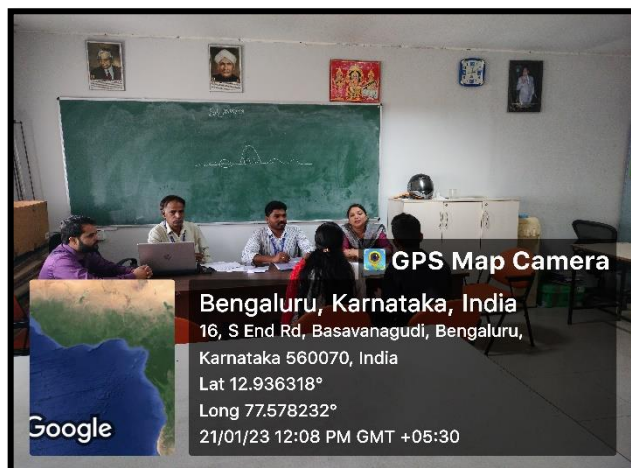 GPS Map Camera
Bengaluru, Karnataka, India
16, S End Rd, Basavanagudi, Bengaluru,
Karnataka 560070, India
Lat 12.936318°
Long 77.578232°
21/01/23 12:08 PM GMT +05:30
Google